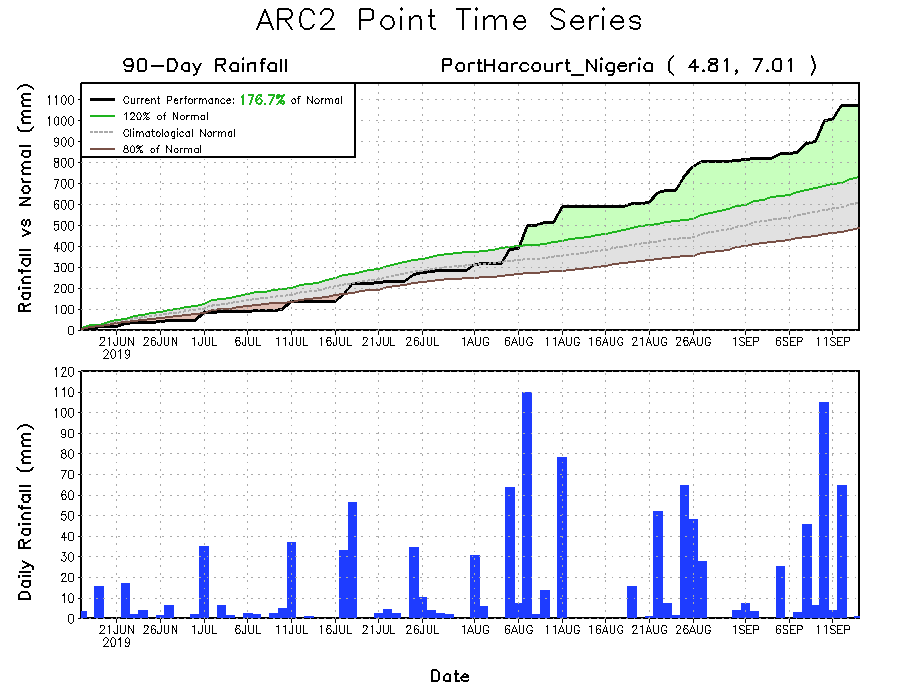 ARC2 Point Time Series
90-Day Rainfall
PortHarcourt_Nigeria ( 4.81, 7.01 )
Rainfall vs Normal (mm)
1100
1000
900
800
700
600
500
400
300
200
100
0
Current Performance: 176.7% of Normal
120% of Normal
Climatological Normal
80% of Normal
21JUN 26JUN 1JUL 6JUL 11JUL 16JUL 21JUL 26JUL 1AUG 6AUG 11AUG 16AUG 21AUG 26AUG 1SEP 6SEP 11SEP
2019
Daily Rainfall (mm)
120
110
100
90
80
70
60
50
40
30
20
10
0
21JUN 26JUN 1JUL 6JUL 11JUL 16JUL 21JUL 26JUL 1AUG 6AUG 11AUG 16AUG 21AUG 26AUG 1SEP 6SEP 11SEP
2019
Date